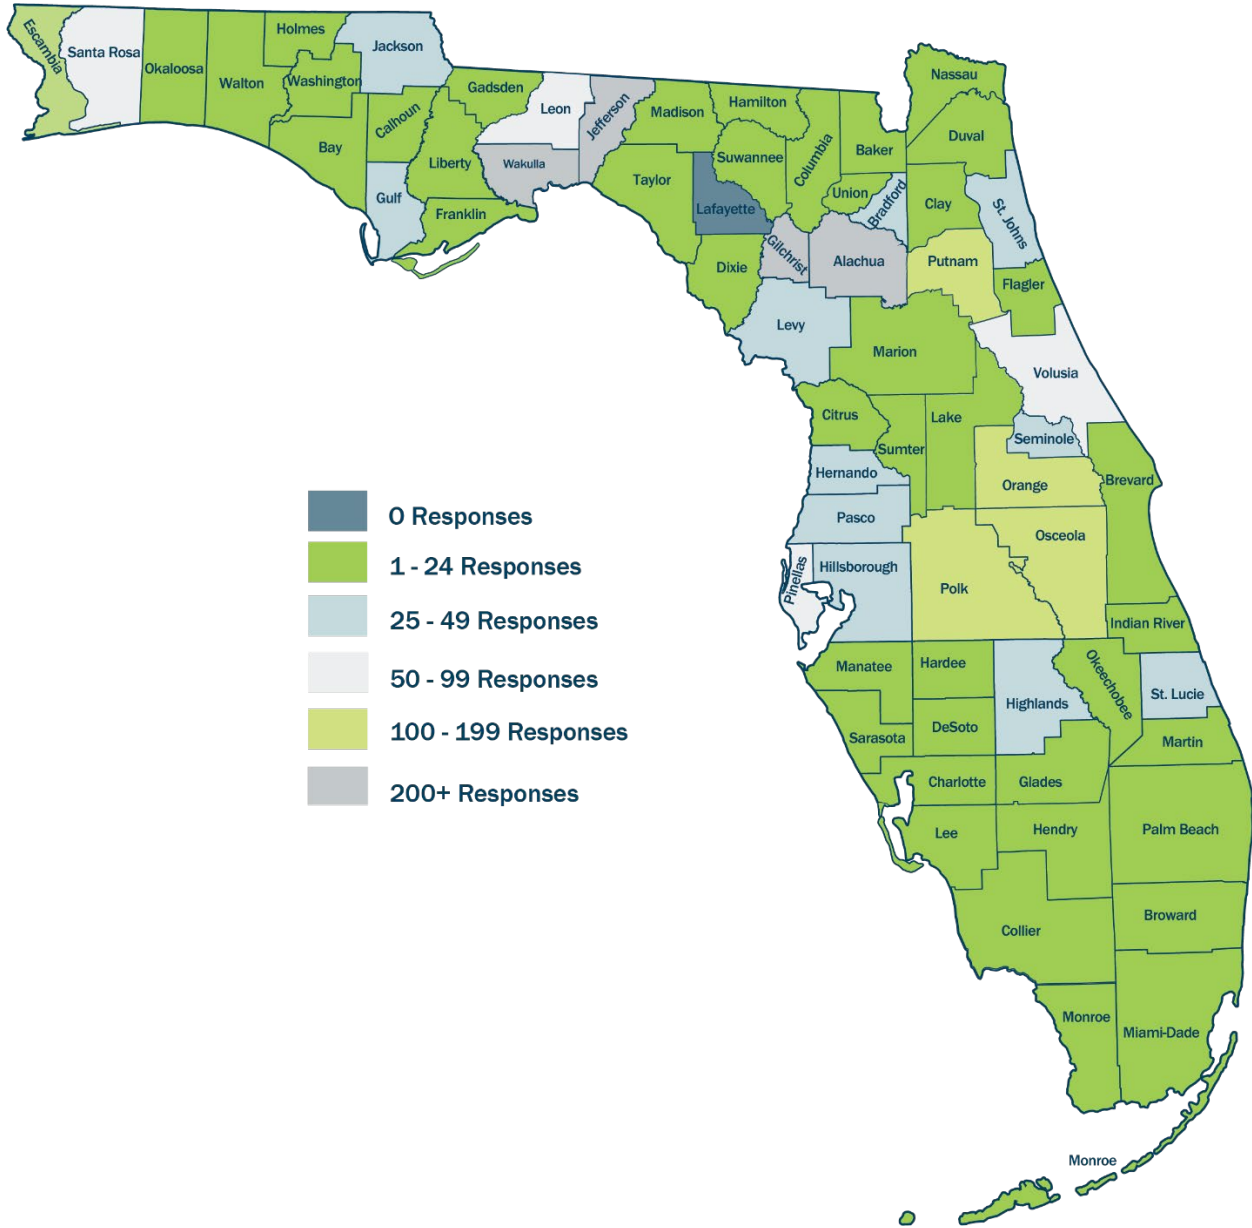 Escambia
Santa Rosa
Okaloosa
Walton
Holmes
Washington
Jackson
Bay
Calhoun
Gulf
Liberty
Gadsden
Franklin
Leon
Wakulla
Jefferson
Madison
Taylor
Hamilton
Suwannee
Lafayette
Columbia
Baker
Nassau
Duval
Union
Bradford
Clay
St. Johns
Dixie
Gilchrist
Alachua
Putnam
Flagler
Levy
Marion
Volusia
Citrus
Sumter
Lake
Seminole
Hernando
Orange
Brevard
Pasco
Osceola
Pinellas
Hillsborough
Polk
Indian River
Manatee
Hardee
Highlands
Okeechobee
St. Lucie
Sarasota
DeSoto
Martin
Charlotte
Glades
Lee
Hendry
Palm Beach
Collier
Broward
Monroe
Miami-Dade
Monroe
0 Responses
1 - 24 Responses
25 - 49 Responses
50 - 99 Responses
100 - 199 Responses
200+ Responses